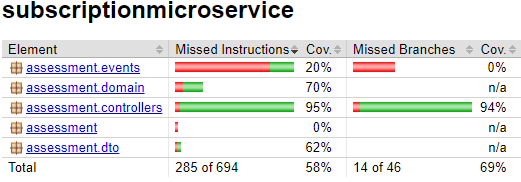 subscriptionmicroservice
Element Missed Instructions Cov. Missed Branches Cov.
assessment.events 20% 0%
assessment.domain 70% n/a
assessment.controllers 95% 94%
assessment 0% n/a
assessment.dto 62% n/a
Total 285 of 694 58% 14 of 46 69%